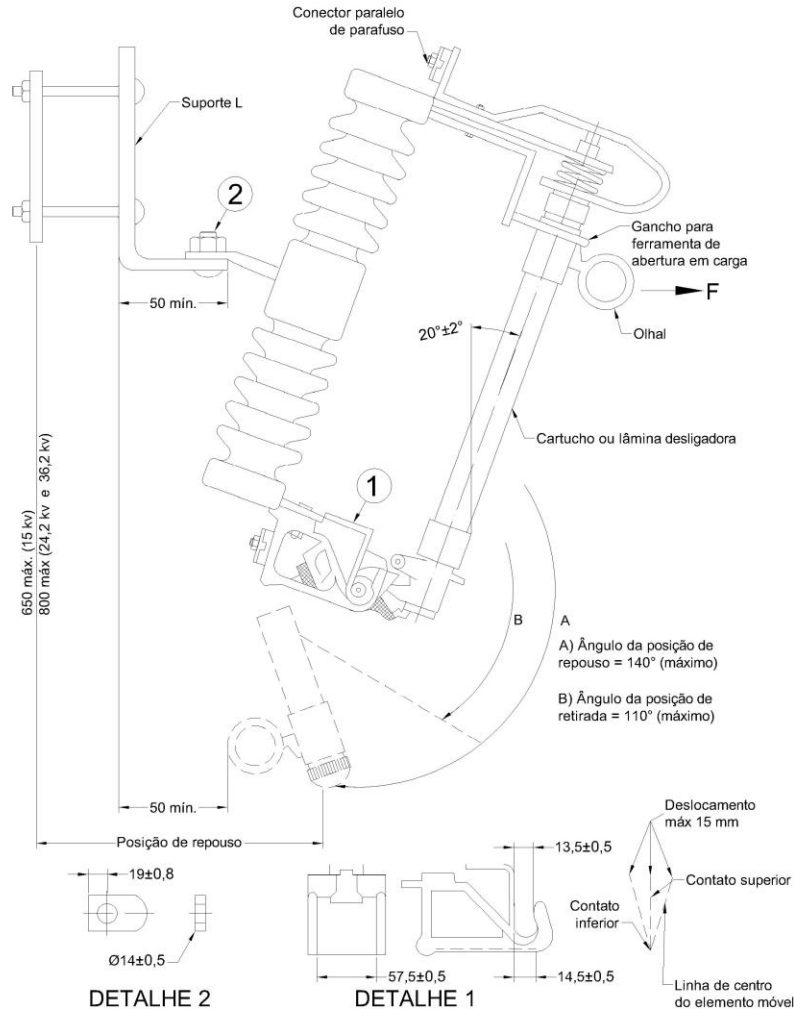 Conector paralelo
de parafuso
Suporte L
2
Gancho para
ferramenta de
abertura em carga
F
50 mín.
Olhal
20°±2°
Cartucho ou lâmina desligadora
1
650 máx. (15 kv)
800 máx (24,2 kv e 36,2 kv)
B
A
A) Ângulo da posição de
repouso = 140° (máximo)
B) Ângulo da posição de
retirada = 110° (máximo)
50 mín.
Posição de repouso
Deslocamento
máx 15 mm
13,5±0,5
19±0,8
Contato superior
Contato
inferior
Ø14±0,5
57,5±0,5
14,5±0,5
Linha de centro
do elemento móvel
DETALHE 2
DETALHE 1